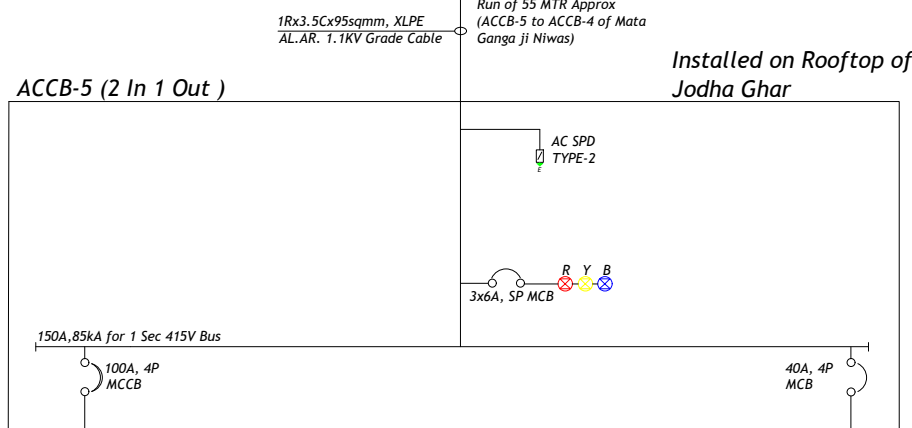 Run of 55 MTR Approx
(ACCB-5 to ACCB-4 of Mata
Ganga ji Niwas)
1Rx3.5Cx95sqmm, XLPE
AL.AR. 1.1KV Grade Cable
Installed on Rooftop of
Jodha Ghar
ACCB-5 (2 In 1 Out )
AC SPD
TYPE-2
E
R Y B
3x6A, SP MCB
150A,85kA for 1 Sec 415V Bus
100A, 4P
MCCB
40A, 4P
MCB